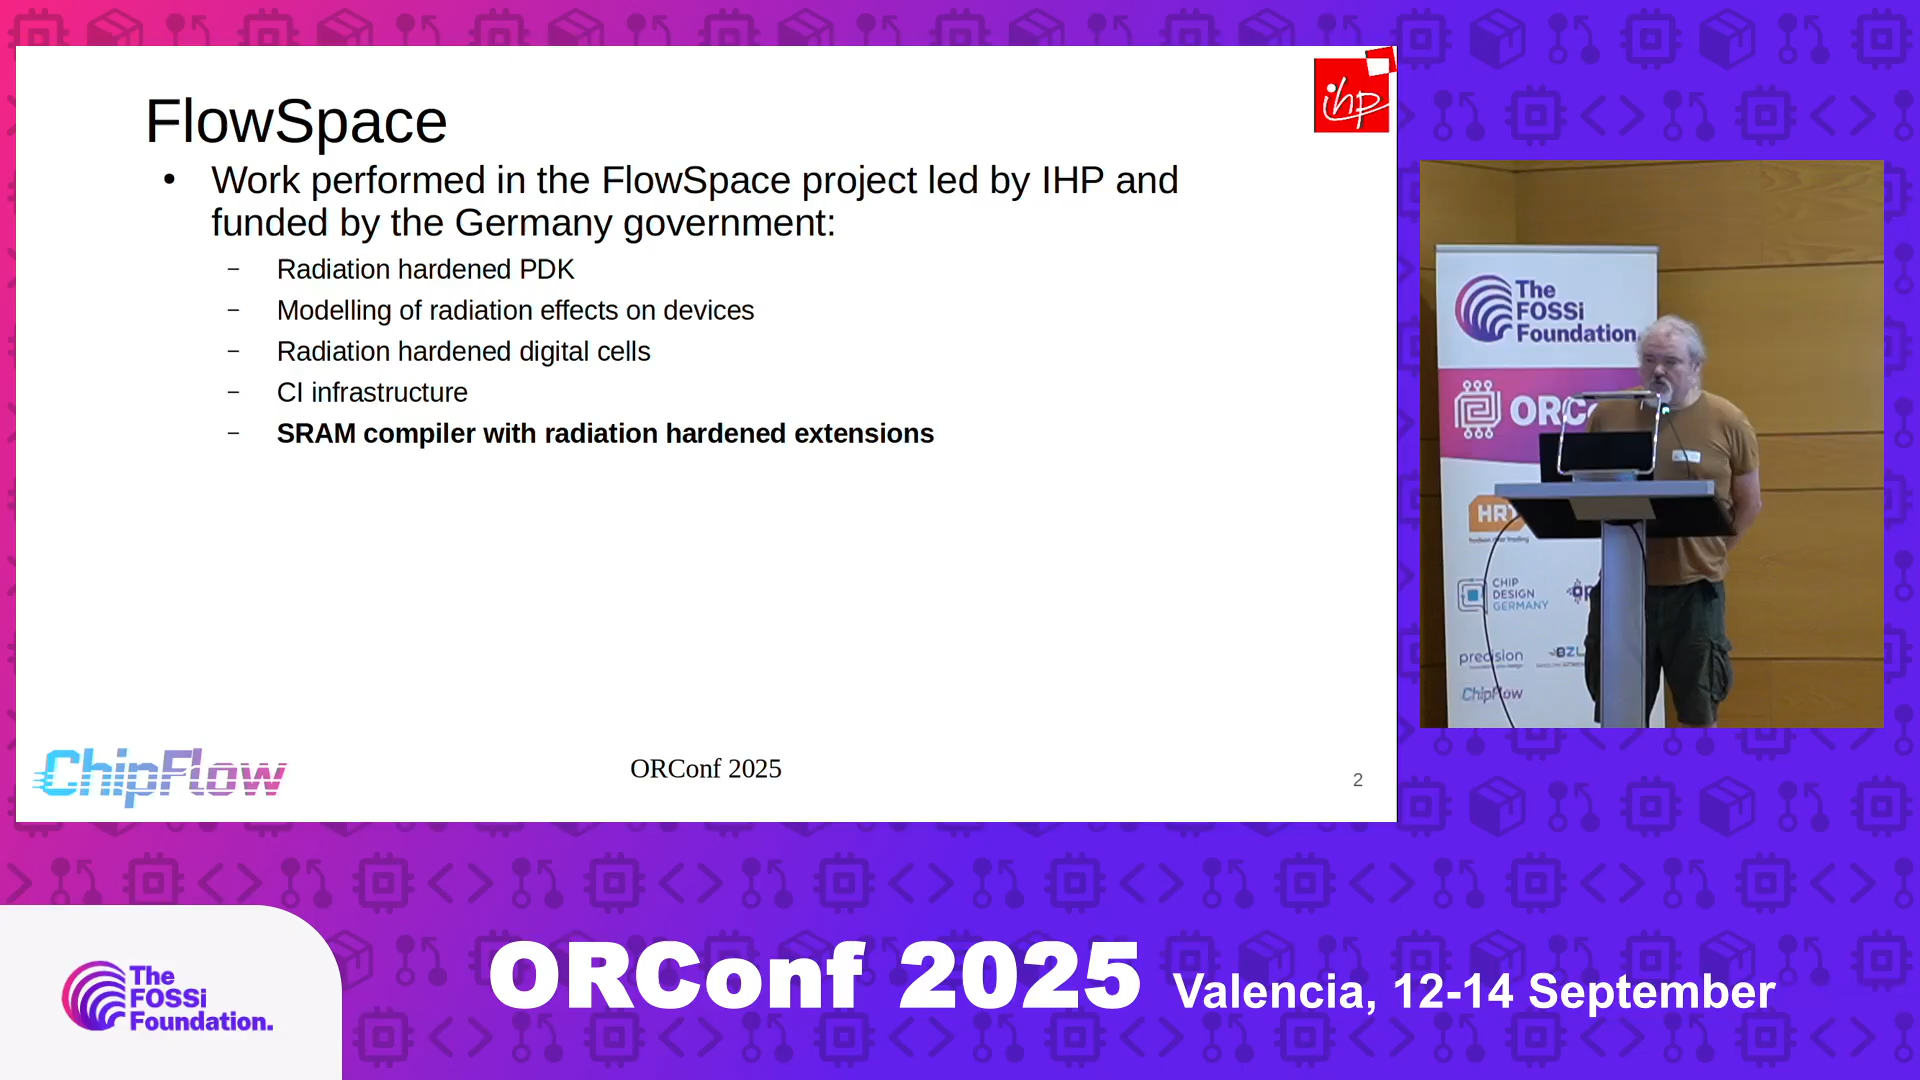 FlowSpace
ihp
• Work performed in the FlowSpace project led by IHP and
funded by the Germany government:
– Radiation hardened PDK
– Modelling of radiation effects on devices
– Radiation hardened digital cells
– CI infrastructure
– SRAM compiler with radiation hardened extensions
ChipFlow
ORConf 2025
2
The
FOSSi
Foundation.
ORC
HR
CHIP
DESIGN
GERMANY
precision
ChipFlow
The
FOSSi
Foundation.
ORConf 2025 Valencia, 12-14 September